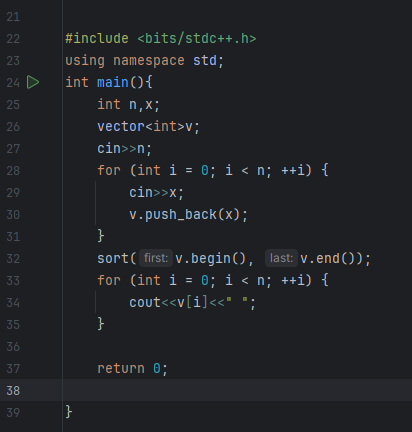 21
22 #include <bits/stdc++.h>
23 using namespace std;
24 int main(){
25     int n,x;
26     vector<int>v;
27     cin>>n;
28     for (int i = 0; i < n; ++i) {
29         cin>>x;
30         v.push_back(x);
31     }
32     sort( first: v.begin(), last: v.end());
33     for (int i = 0; i < n; ++i) {
34         cout<<v[i]<<" ";
35     }
36
37     return 0;
38
39 }